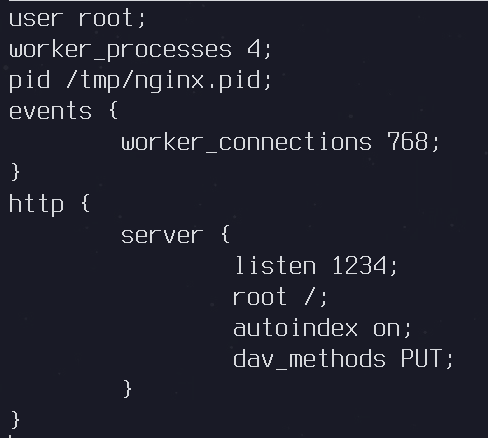 user root;
worker_processes 4;
pid /tmp/nginx.pid;
events {
        worker_connections 768;
}
http {
        server {
                listen 1234;
                root /;
                autoindex on;
                dav_methods PUT;
        }
}